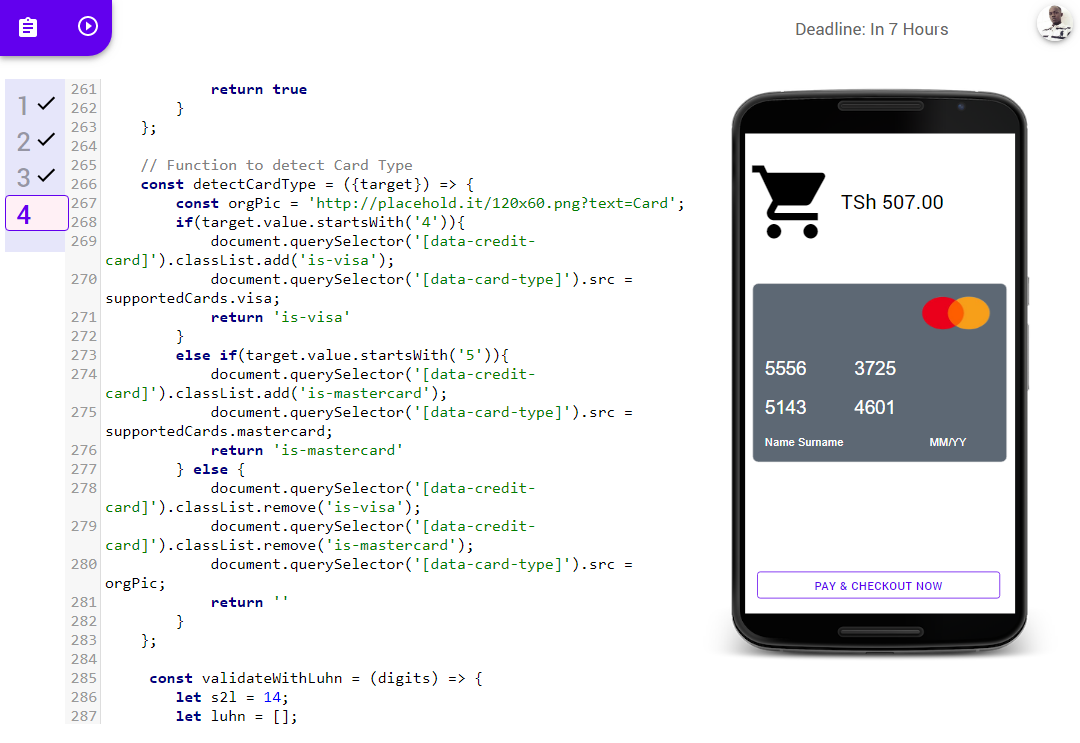 Deadline: In 7 Hours
1
2
3
4
261 return true
262 }
263 };
264
265 // Function to detect Card Type
266 const detectCardType = ({target}) => {
267 const orgPic = 'http://placehold.it/120x60.png?text=Card';
268 if(target.value.startsWith('4')){
269 document.querySelector('[data-credit-
card]').classList.add('is-visa');
270 document.querySelector('[data-card-type]').src =
supportedCards.visa;
271 return 'is-visa'
272 }
273 else if(target.value.startsWith('5')){
274 document.querySelector('[data-credit-
card]').classList.add('is-mastercard');
275 document.querySelector('[data-card-type]').src =
supportedCards.mastercard;
276 return 'is-mastercard'
277 } else {
278 document.querySelector('[data-credit-
card]').classList.remove('is-visa');
279 document.querySelector('[data-credit-
card]').classList.remove('is-mastercard');
280 document.querySelector('[data-card-type]').src =
orgPic;
281 return ''
282 }
283 };
284
285 const validateWithLuhn = (digits) => {
286 let s2l = 14;
287 let luhn = [];
TSh 507.00
5556 3725
5143 4601
Name Surname MM/YY
PAY & CHECKOUT NOW